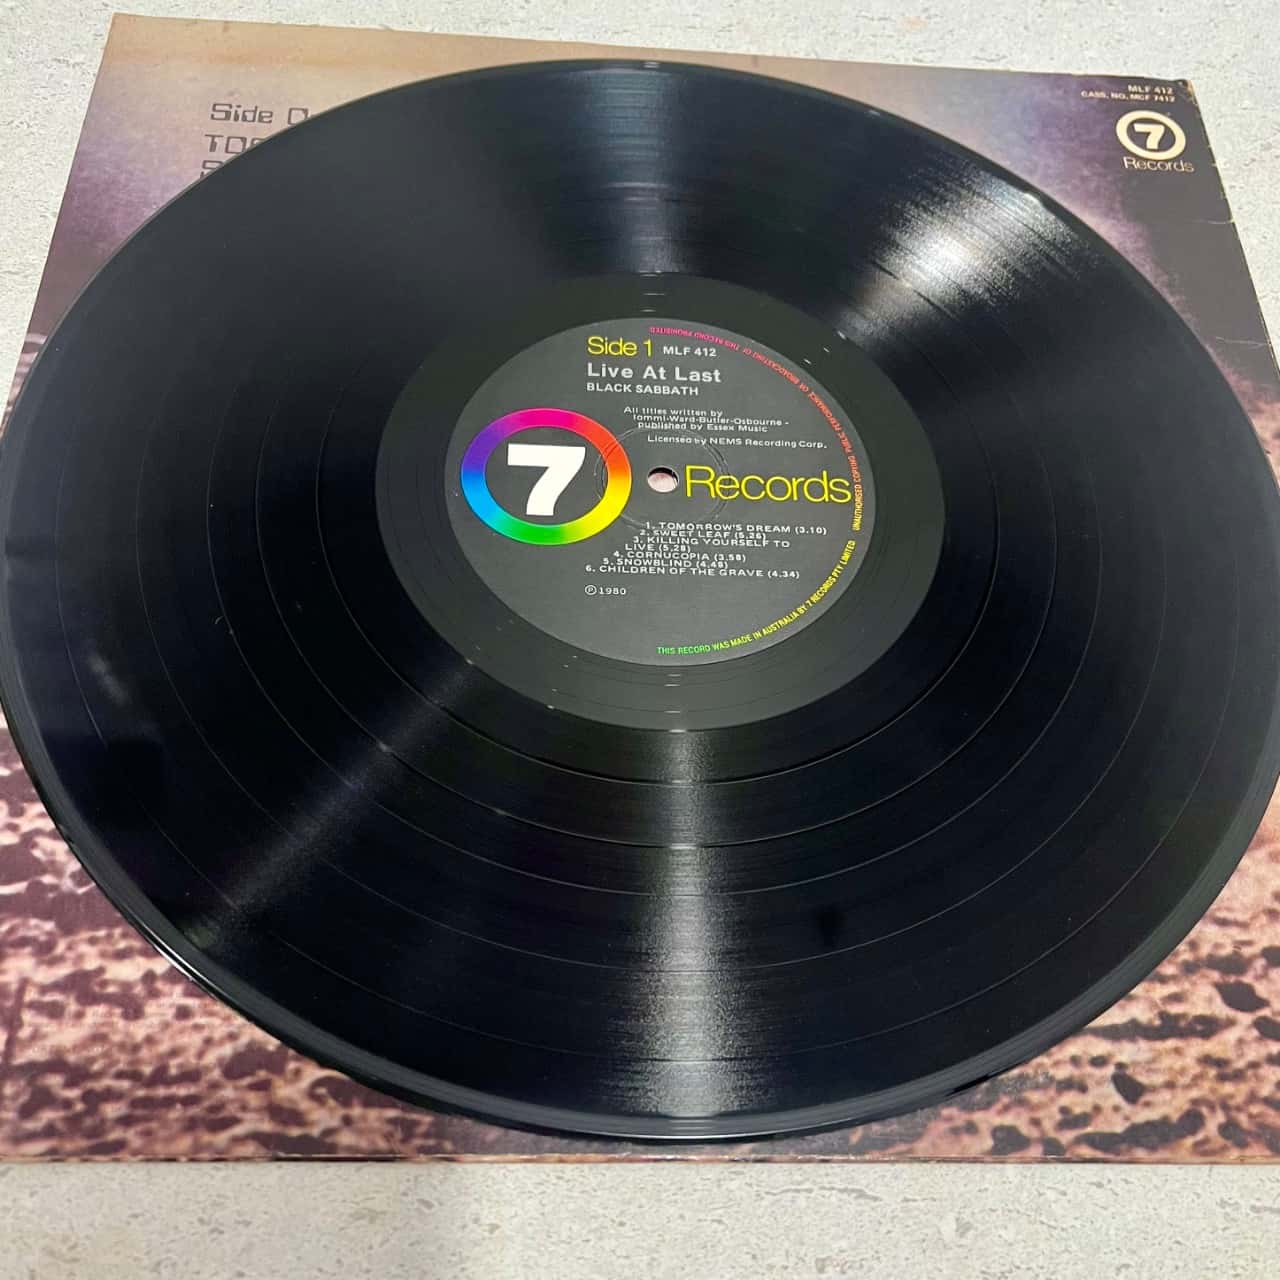 MLF 412
CASS. NO. MCF 7412
7
Records
Side
Side 1 MLF 412
Live At Last
BLACK SABBATH
All titles written by
Iommi-Ward-Butler-Osbourne -
published by Essex Music
Licensed by NEMS Recording Corp.
7 Records
1. TOMORROW'S DREAM (3.10)
2. SWEET LEAF (5.26)
3. KILLING YOURSELF TO
LIVE (5.28)
4. CORNUCOPIA (3.58)
5. SNOWBLIND (4.48)
6. CHILDREN OF THE GRAVE (4.34)
Ⓟ 1980
UNAUTHORISED COPYING PUBLIC PERFORMANCE OR BROADCASTING OF THIS RECORD PROHIBITED
THIS RECORD WAS MADE IN AUSTRALIA BY 7 RECORDS PTY LIMITED